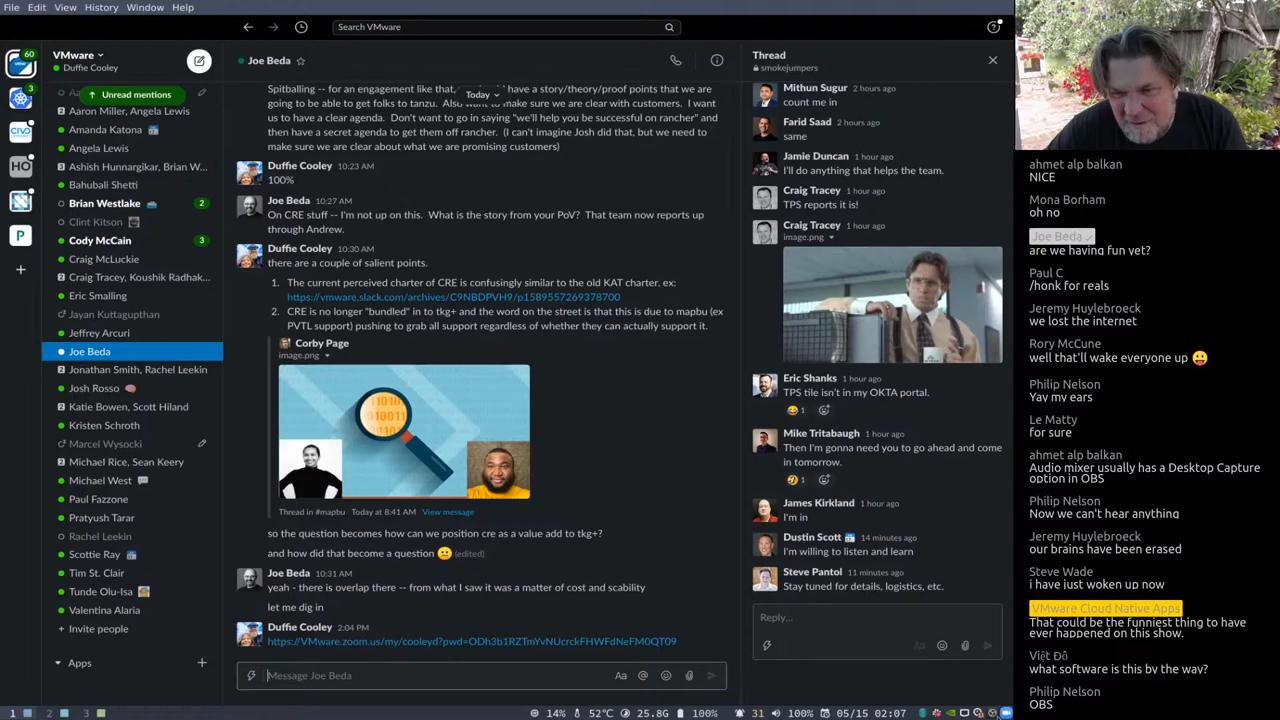 File Edit View History Window Help
Search VMware
60
3
HO
P
VMware
Duffie Cooley
Unread mentions
Aaron Miller, Angela Lewis
Amanda Katona
Angela Lewis
Ashish Hunnargikar, Brian W...
Bahubali Shetti
Brian Westlake 2
Clint Kitson
Cody McCain 3
Craig McLuckie
2 Craig Tracey, Koushik Radhak...
Eric Smalling
Jayan Kuttagupthan
Jeffrey Arcuri
Joe Beda
2 Jonathan Smith, Rachel Leekin
Josh Rosso
2 Katie Bowen, Scott Hiland
Kristen Schroth
Marcel Wysocki
2 Michael Rice, Sean Keery
Michael West
Paul Fazzone
Pratyush Tarar
Rachel Leekin
Scottie Ray
Tim St. Clair
Tunde Olu-Isa
Valentina Alaria
Invite people
Apps
Joe Beda
Today
going to be able to get folks to tanzu. Also want to make sure we are clear with customers. I want
us to have a clear agenda. Don't want to go in saying "we'll help you be successful on rancher" and
then have a secret agenda to get them off rancher. (I can't imagine Josh did that, but we need to
make sure we are clear about what we are promising customers)
Duffie Cooley 10:23 AM
100%
Joe Beda 10:27 AM
On CRE stuff -- I'm not up on this. What is the story from your PoV? That team now reports up
through Andrew.
Duffie Cooley 10:30 AM
there are a couple of salient points.
1. The current perceived charter of CRE is confusingly similar to the old KAT charter. ex:
https://vmware.slack.com/archives/C9NBDPVH9/p1589557269378700
2. CRE is no longer "bundled" in to tkg+ and the word on the street is that this is due to mapbu (ex
PVTL support) pushing to grab all support regardless of whether they can actually support it.
Corby Page
image.png
Thread in #mapbu Today at 8:41 AM View message
so the question becomes how can we position cre as a value add to tkg+?
and how did that become a question (edited)
Joe Beda 10:31 AM
yeah - there is overlap there -- from what I saw it was a matter of cost and scability
let me dig in
Duffie Cooley 2:04 PM
https://VMware.zoom.us/my/cooleyd?pwd=ODh3b1RZTmYvNUcrckFHWFdNeFM0QT09
Message Joe Beda
Aa
Thread
smokejumpers
Mithun Sugur 2 hours ago
count me in
Farid Saad 2 hours ago
same
Jamie Duncan 1 hour ago
I'll do anything that helps the team.
Craig Tracey 1 hour ago
TPS reports it is!
Craig Tracey 1 hour ago
image.png
Eric Shanks 1 hour ago
TPS tile isn't in my OKTA portal.
1
Mike Tritabaugh 1 hour ago
Then I'm gonna need you to go ahead and come
in tomorrow.
1
James Kirkland 1 hour ago
I'm in
Dustin Scott 14 minutes ago
I'm willing to listen and learn
Steve Pantol 11 minutes ago
Stay tuned for details, logistics, etc.
Reply...
Aa
ahmet alp balkan
NICE
Mona Borham
oh no
Joe Beda
are we having fun yet?
Paul C
/honk for reals
Jeremy Huylebroeck
we lost the internet
Rory McCune
well that'll wake everyone up
Philip Nelson
Yay my ears
Le Matty
for sure
ahmet alp balkan
Audio mixer usually has a Desktop Capture
option in OBS
Philip Nelson
Now we can't hear anything
Jeremy Huylebroeck
our brains have been erased
Steve Wade
i have just woken up now
VMware Cloud Native Apps
That could be the funniest thing to have
ever happened on this show.
Việt Đô
what software is this by the way?
Philip Nelson
OBS
1 2 3 14% 52°C 25.8G 100% 31 100% 05/15 02:07